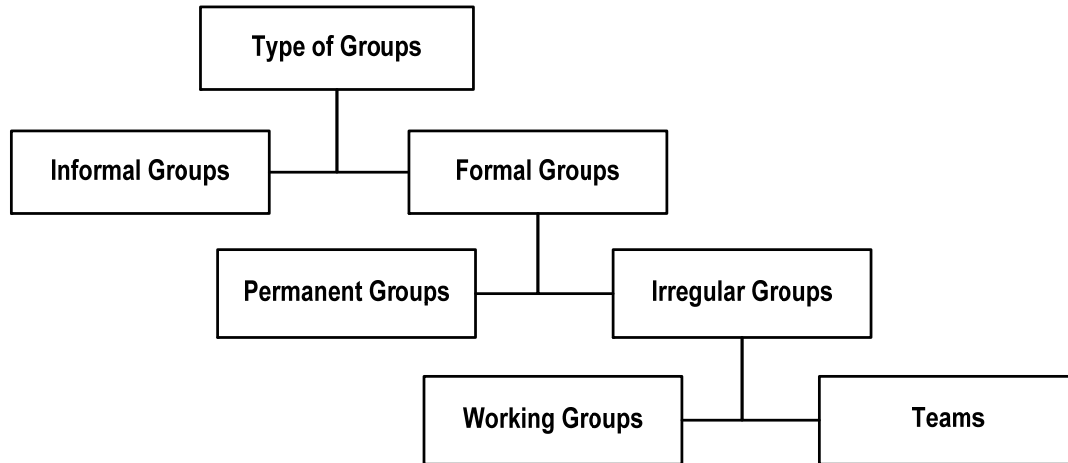 Type of Groups
Informal Groups
Formal Groups
Permanent Groups
Irregular Groups
Working Groups
Teams